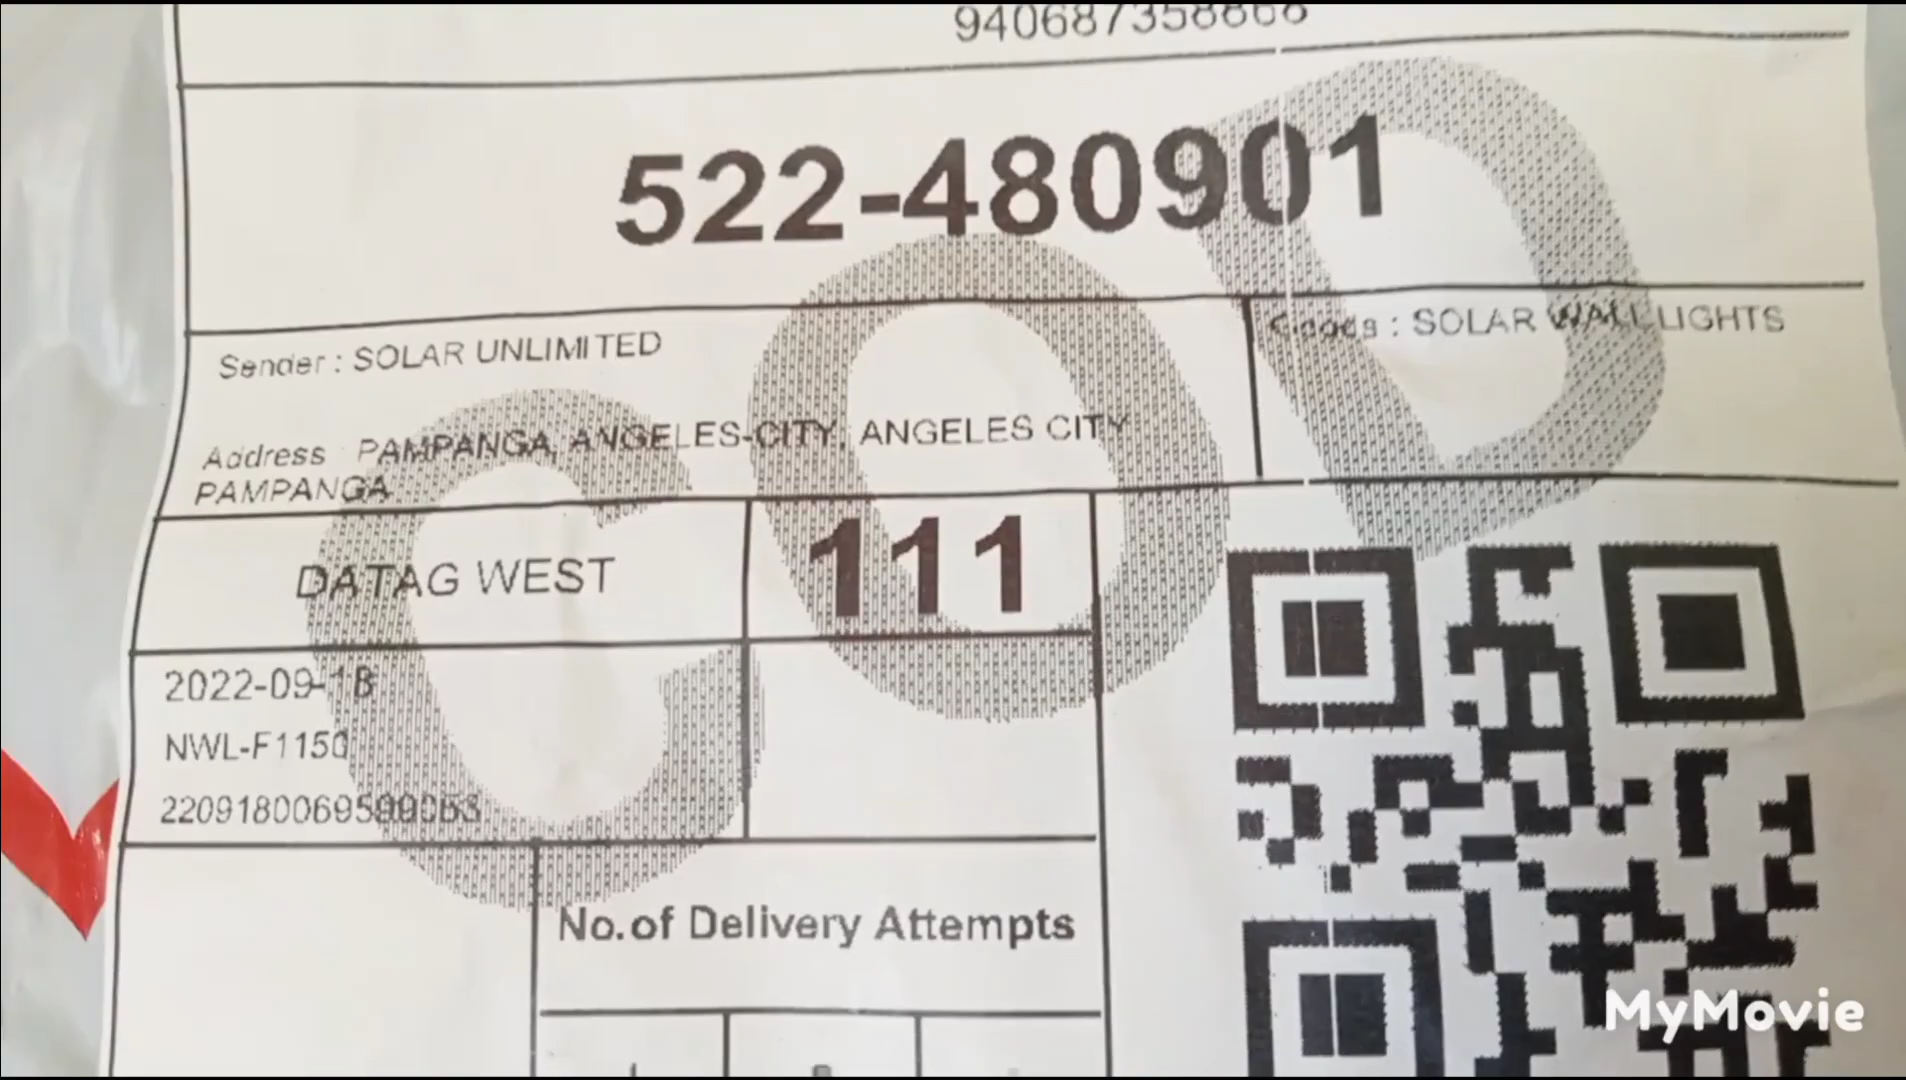 940687358868
522-480901
Sender : SOLAR UNLIMITED
Goods : SOLAR WALL LIGHTS
Address : PAMPANGA, ANGELES-CITY, ANGELES CITY
PAMPANGA
DATAG WEST
111
2022-09-18
NWL-F1150
COD
No.of Delivery Attempts
MyMovie